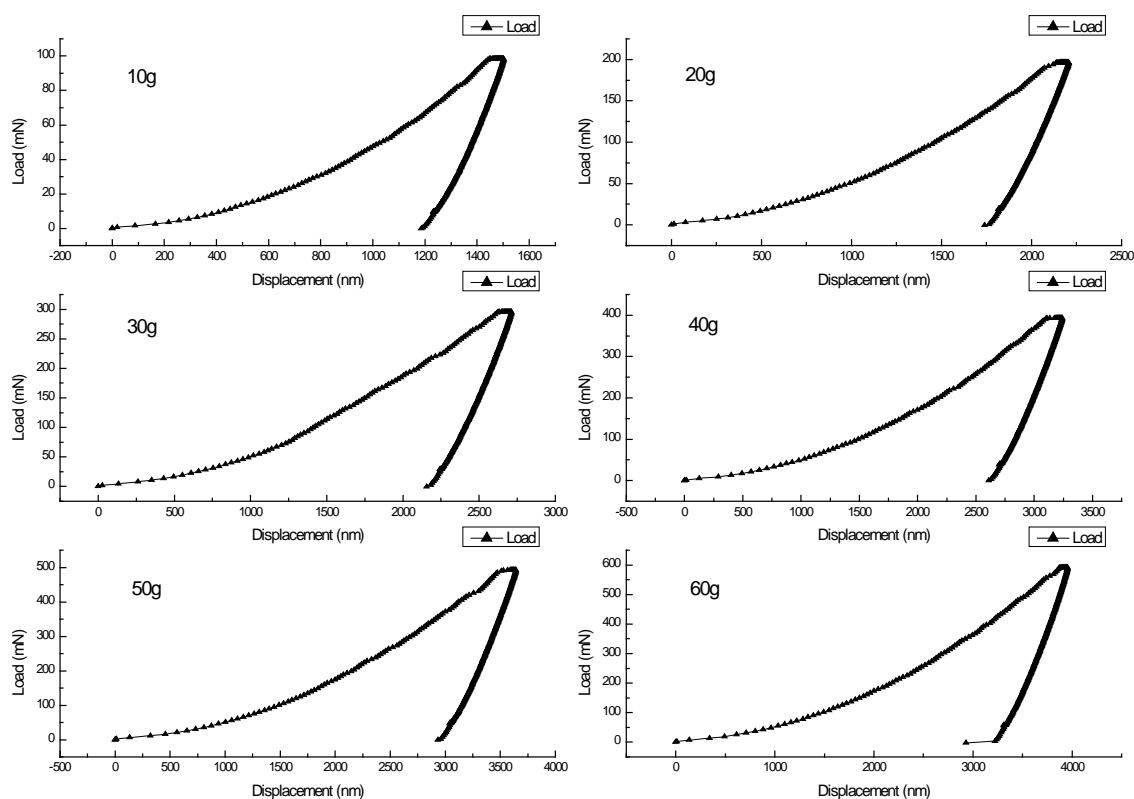 Load
10g
Load (mN)
100
80
60
40
20
0
-200 0 200 400 600 800 1000 1200 1400 1600
Displacement (nm)
Load
20g
Load (mN)
200
150
100
50
0
0 500 1000 1500 2000 2500
Displacement (nm)
Load
30g
Load (mN)
300
250
200
150
100
50
0
0 500 1000 1500 2000 2500 3000
Displacement (nm)
Load
40g
Load (mN)
400
300
200
100
0
-500 0 500 1000 1500 2000 2500 3000 3500
Displacement (nm)
Load
50g
Load (mN)
500
400
300
200
100
0
-500 0 500 1000 1500 2000 2500 3000 3500 4000
Displacement (nm)
Load
60g
Load (mN)
600
500
400
300
200
100
0
0 1000 2000 3000 4000
Displacement (nm)